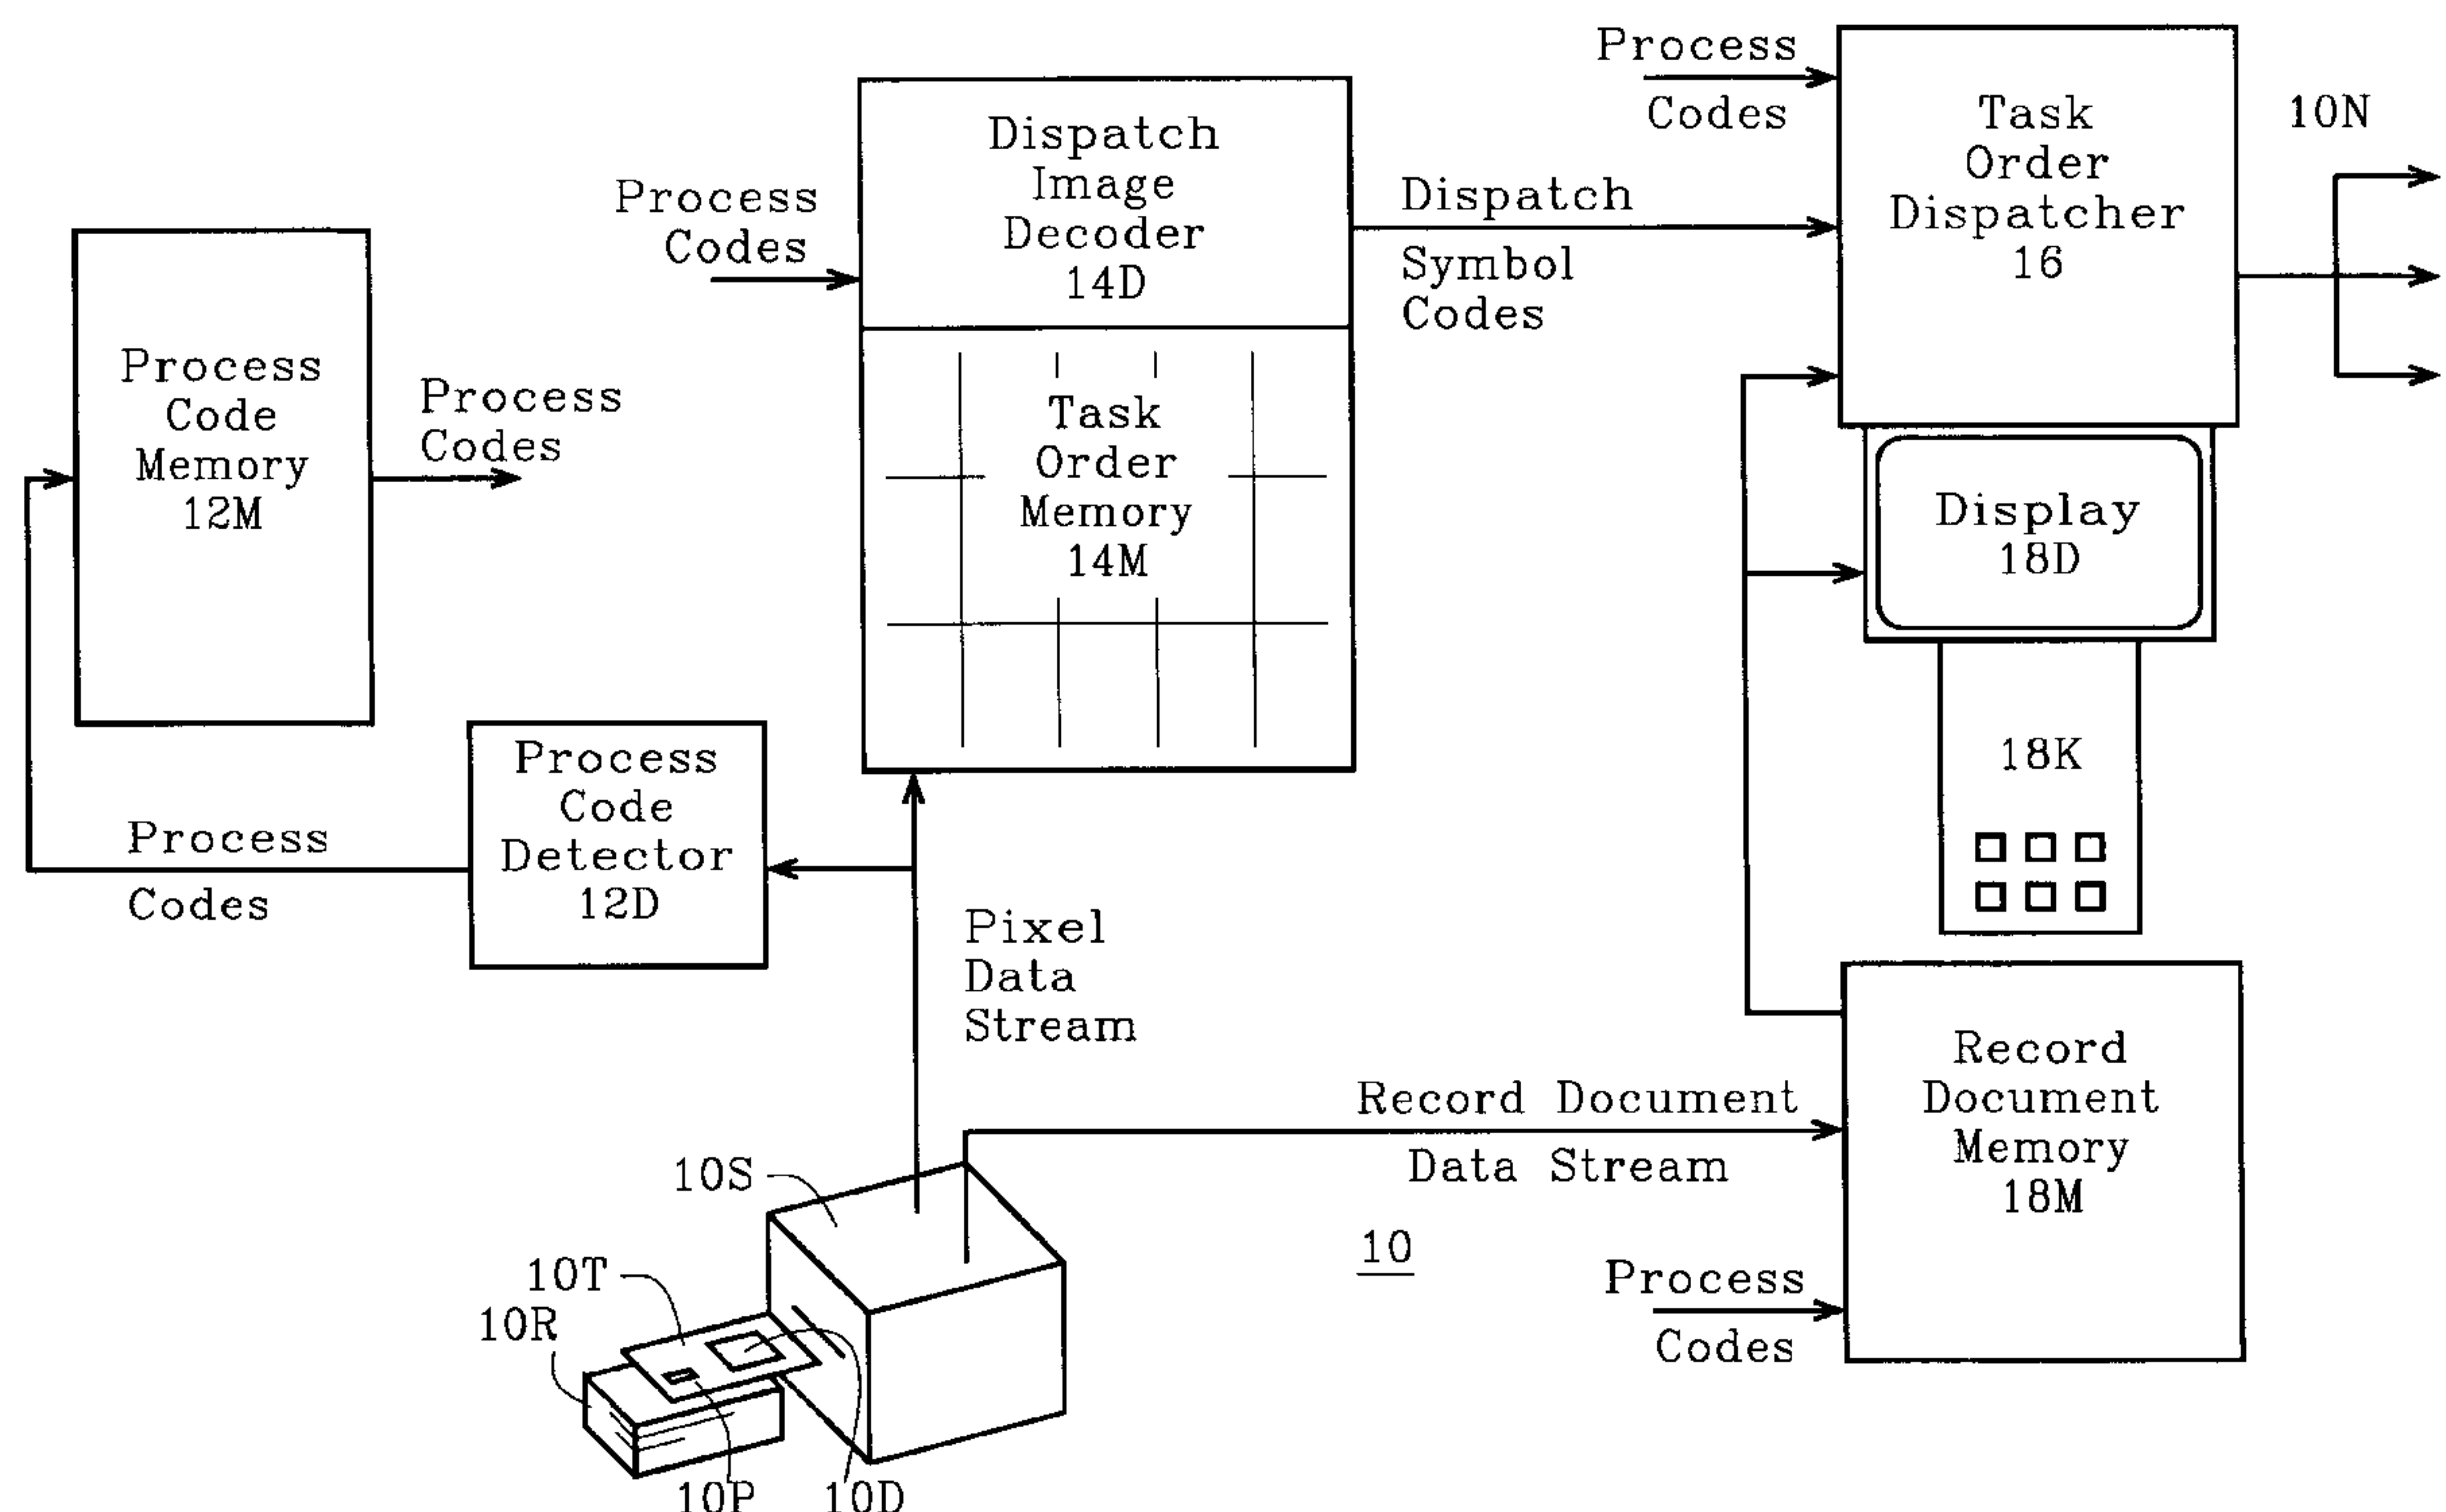 Process
Codes
Task
Order
Dispatcher
16
10N
Dispatch
Image
Decoder
14D
Process
Codes
Dispatch
Symbol
Codes
Process
Code
Memory
12M
Process
Codes
Task
Order
Memory
14M
Display
18D
18K
Process
Code
Detector
12D
Process
Codes
Pixel
Data
Stream
Record Document
Data Stream
Record
Document
Memory
18M
Process
Codes
10
10S
10T
10R
10P
10D